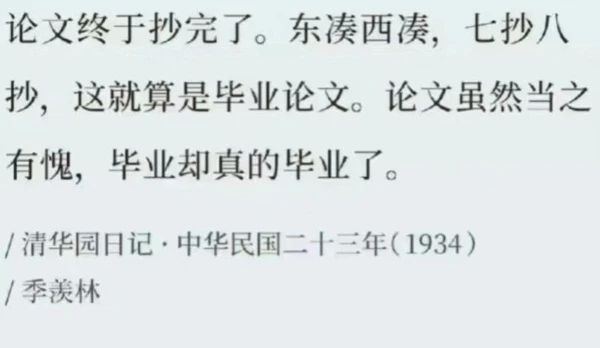 论文终于抄完了。东凑西凑，七抄八
抄，这就算是毕业论文。论文虽然当之
有愧，毕业却真的毕业了。
/ 清华园日记·中华民国二十三年（1934）
/ 季羡林